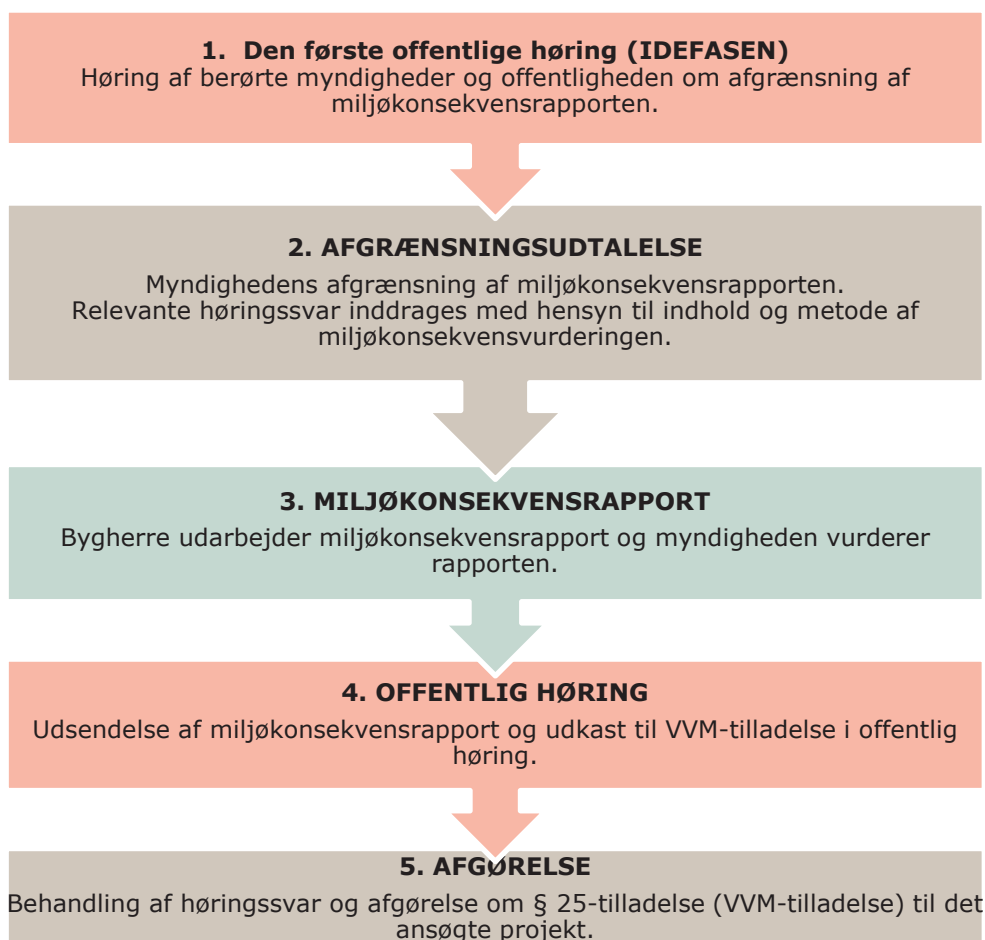 1. Den første offentlige høring (IDEFASEN)
Høring af berørte myndigheder og offentligheden om afgrænsning af
miljøkonsekvensrapporten.
2. AFGRÆNSNINGSUDTALELSE
Myndighedens afgrænsning af miljøkonsekvensrapporten.
Relevante høringssvar inddrages med hensyn til indhold og metode af
miljøkonsekvensvurderingen.
3. MILJØKONSEKVENSRAPPORT
Bygherre udarbejder miljøkonsekvensrapport og myndigheden vurderer
rapporten.
4. OFFENTLIG HØRING
Udsendelse af miljøkonsekvensrapport og udkast til VVM-tilladelse i offentlig
høring.
5. AFGØRELSE
Behandling af høringssvar og afgørelse om § 25-tilladelse (VVM-tilladelse) til det
ansøgte projekt.